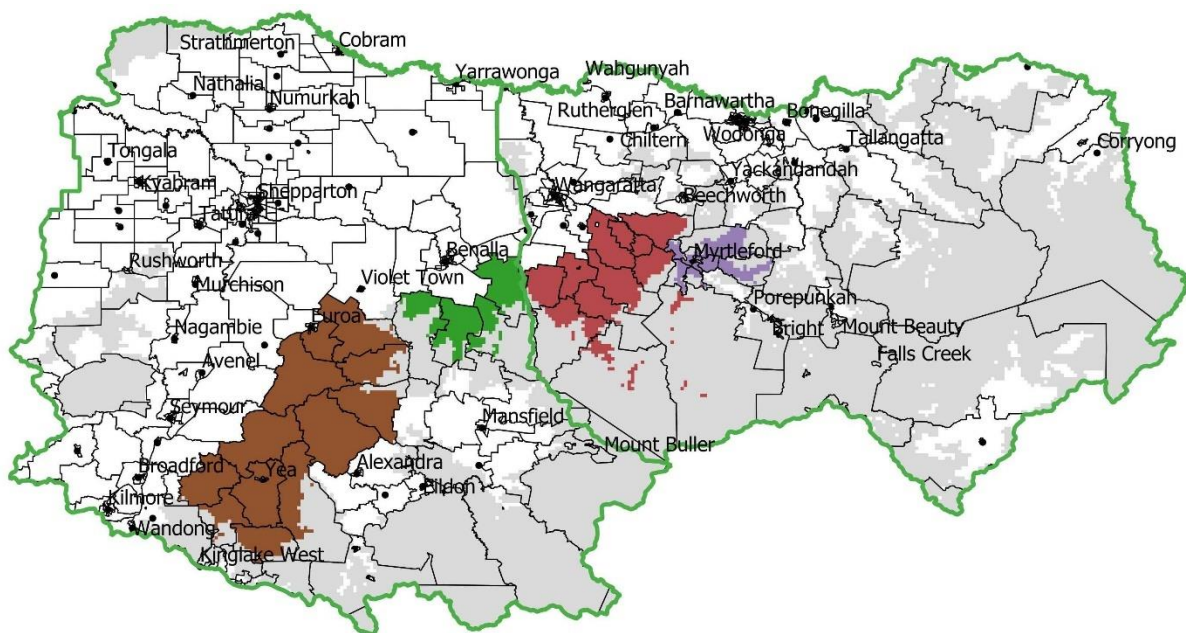 Strathmerton
Cobram
Nathalia
Numurkah
Yarrawonga
Wahgunyah
Rutherglen
Barnawartha
Bonegilla
Chiltern
Wodonga
Tallangatta
Corryong
Tongala
Kyabram
Shepparton
Tatura
Wangaratta
Yackandandah
Beechworth
Rushworth
Murchison
Benalla
Violet Town
Myrtleford
Nagambie
Euroa
Porepunkah
Bright
Mount Beauty
Avenel
Falls Creek
Seymour
Mansfield
Mount Buller
Broadford
Yea
Alexandra
Eildon
Kilmore
Wandong
Kinglake West